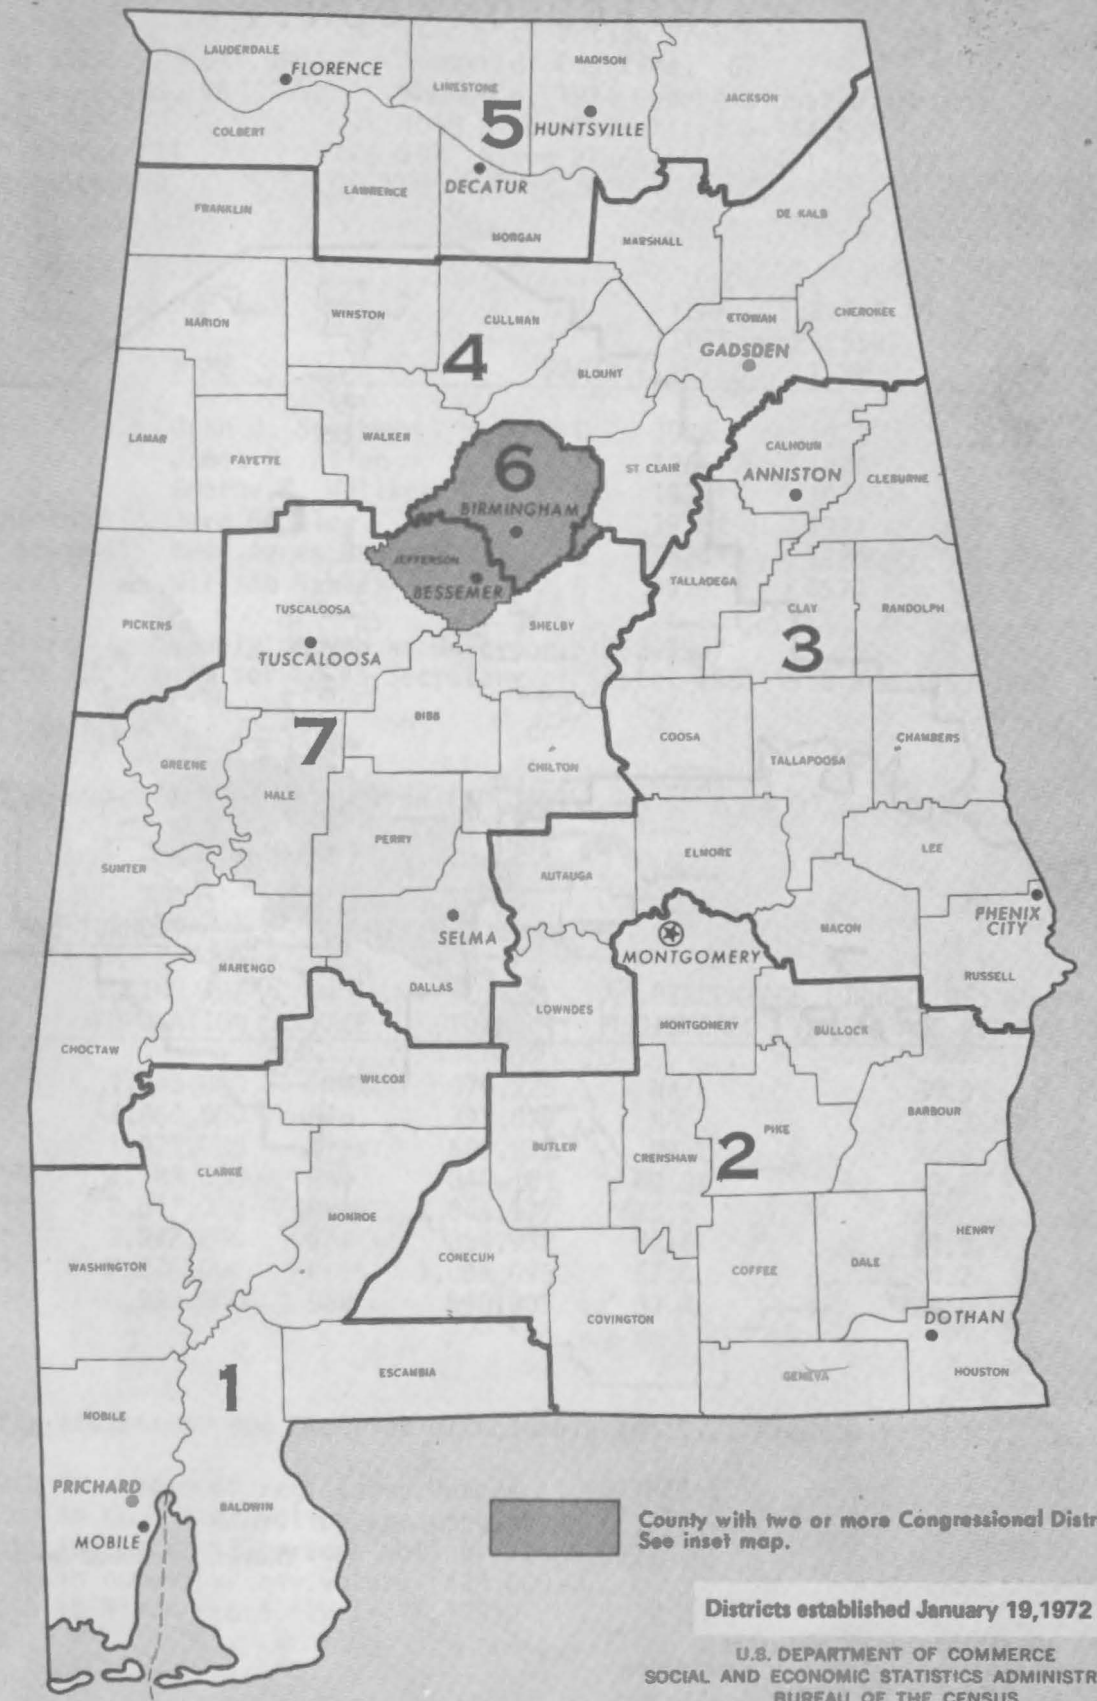 LAUDERDALE
FLORENCE
LIMESTONE
MADISON
JACKSON
COLBERT
5
HUNTSVILLE
LAWRENCE
DECATUR
FRANKLIN
MORGAN
MARSHALL
DE KALB
MARION
WINSTON
CULLMAN
ETOWAH
CHEROKEE
GADSDEN
4
BLOUNT
LAMAR
FAYETTE
WALKER
6
ST CLAIR
CALHOUN
ANNISTON
CLEBURNE
BIRMINGHAM
JEFFERSON
BESSEMER
TALLADEGA
PICKENS
TUSCALOOSA
TUSCALOOSA
SHELBY
CLAY
RANDOLPH
3
BIBB
7
GREENE
HALE
CHILTON
COOSA
TALLAPOOSA
CHAMBERS
SUMTER
PERRY
AUTAUGA
ELMORE
LEE
SELMA
MONTGOMERY
MACON
PHENIX
CITY
MARENGO
DALLAS
LOWNDES
MONTGOMERY
BULLOCK
RUSSELL
CHOCTAW
WILCOX
BARBOUR
CLARKE
BUTLER
CRENSHAW
2
PIKE
MONROE
WASHINGTON
CONECUH
COFFEE
DALE
HENRY
COVINGTON
DOTHAN
ESCAMBIA
GENEVA
HOUSTON
1
MOBILE
PRICHARD
BALDWIN
MOBILE
County with two or more Congressional Distr
See inset map.
Districts established January 19,1972
U.S. DEPARTMENT OF COMMERCE
SOCIAL AND ECONOMIC STATISTICS ADMINISTR
BUREAU OF THE CENSUS